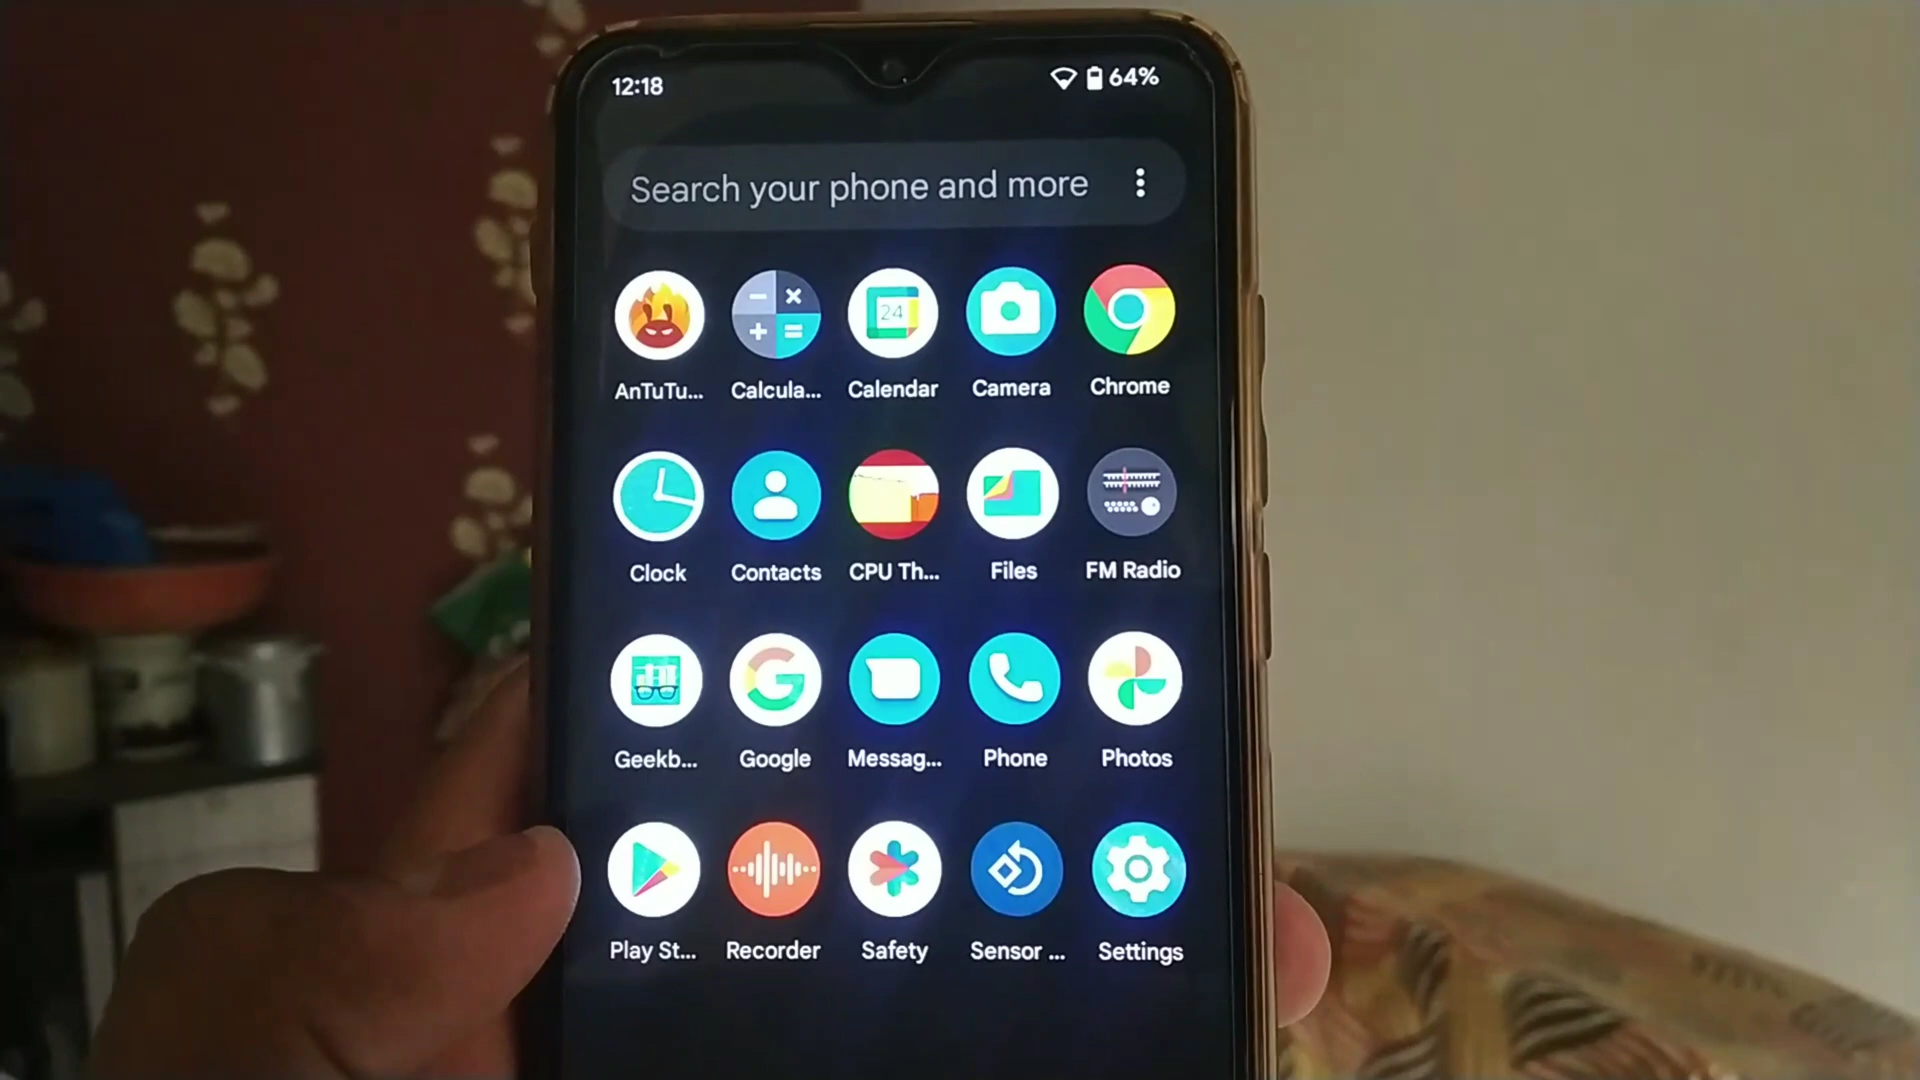 12:18 64%
Search your phone and more
24
AnTuTu... Calcula... Calendar Camera Chrome
Clock Contacts CPU Th... Files FM Radio
Geekb... Google Messag... Phone Photos
Play St... Recorder Safety Sensor ... Settings